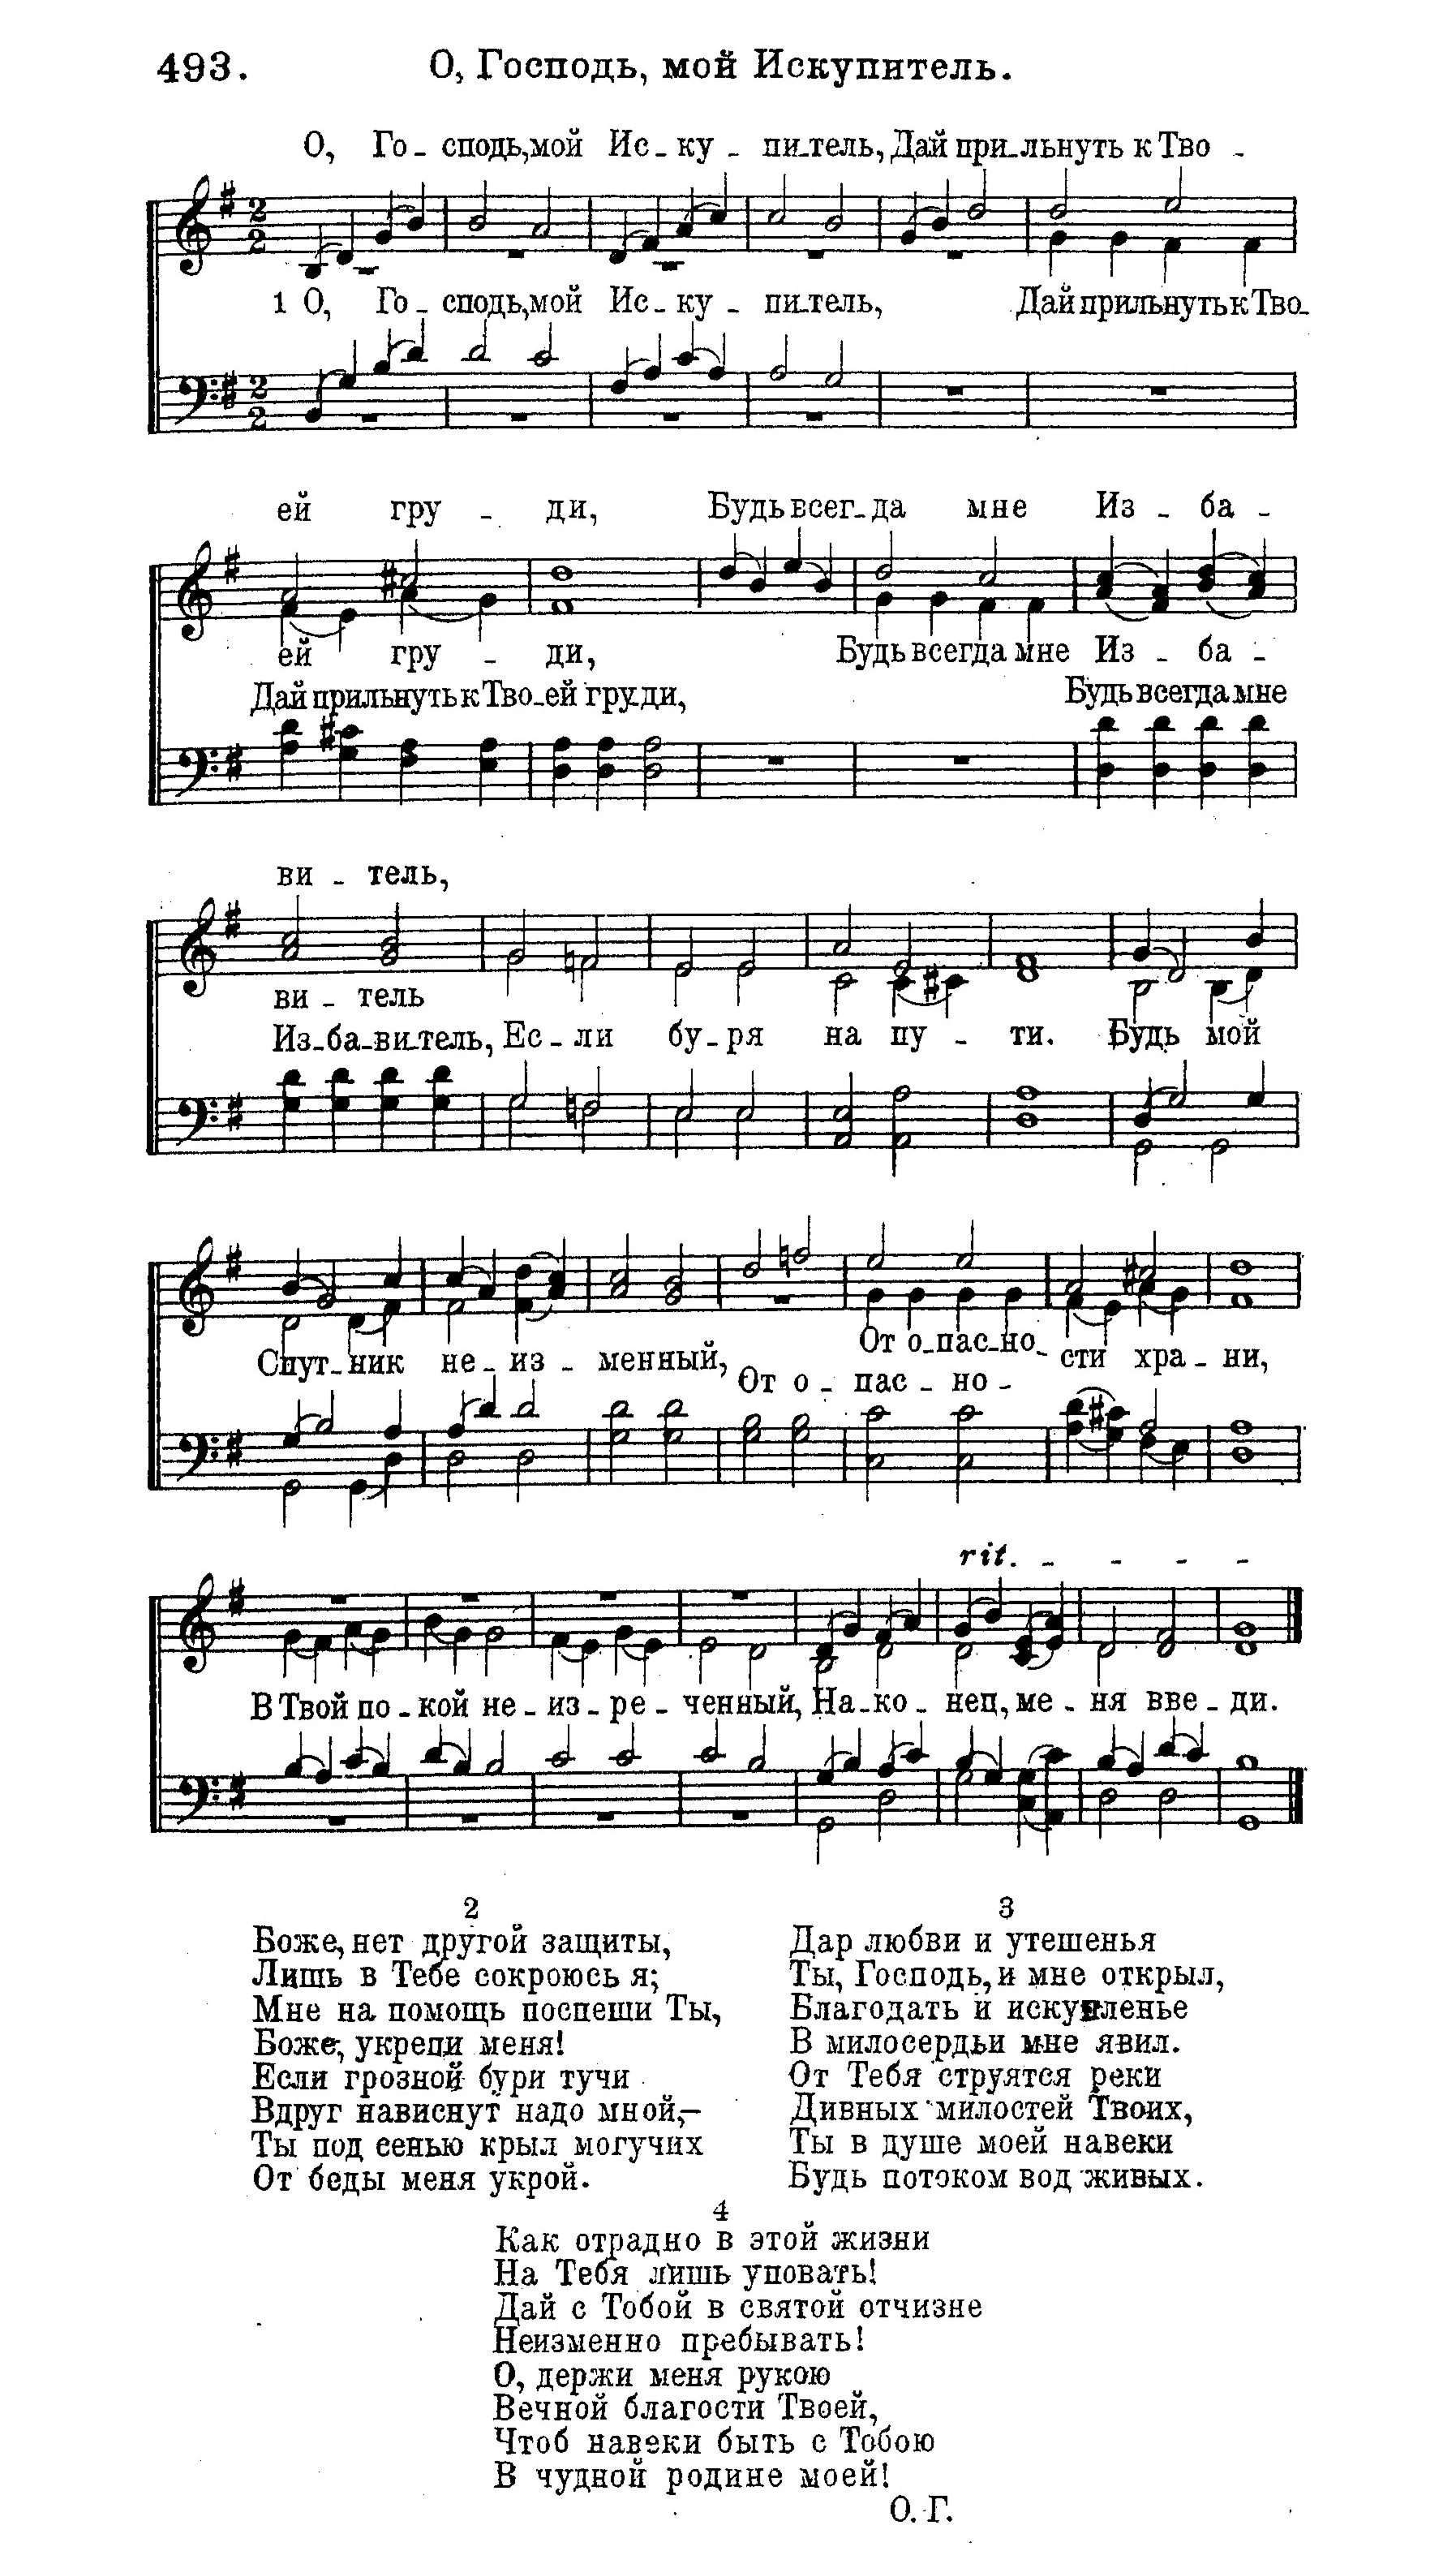 493. О, Господь, мой Искупитель.
О, Го - сподь, мой Ис - ку - пи-тель, Дай при-льнуть к Тво -
1 О, Го - сподь, мой Ис - ку - пи-тель, Дай прильнуть к Тво-
ей гру - ди, Будь всег-да мне Из - ба -
ей гру - ди, Будь всегда мне Из - ба -
Дай прильнуть к Тво-ей гру-ди, Будь всегда мне
ви - тель,
ви - тель
Из-ба-ви-тель, Ес - ли бу-ря на пу - ти. Будь мой
От о-пас-но-
Спут-ник не-из - менный, сти хра - ни,
От о - пас - но -
rit. - - - -
В Твой по-кой не-из-ре - ченный, На-ко - нец, ме - ня вве - ди.
2
Боже, нет другой защиты,
Лишь в Тебе сокроюсь я;
Мне на помощь поспеши Ты,
Боже, укрепи меня!
Если грозной бури тучи
Вдруг нависнут надо мной,—
Ты под сенью крыл могучих
От беды меня укрой.
3
Дар любви и утешенья
Ты, Господь, и мне открыл,
Благодать и искупленье
В милосердьи мне явил.
От Тебя струятся реки
Дивных милостей Твоих,
Ты в душе моей навеки
Будь потоком вод живых.
4
Как отрадно в этой жизни
На Тебя лишь уповать!
Дай с Тобой в святой отчизне
Неизменно пребывать!
О, держи меня рукою
Вечной благости Твоей,
Чтоб навеки быть с Тобою
В чудной родине моей!
О. Г.